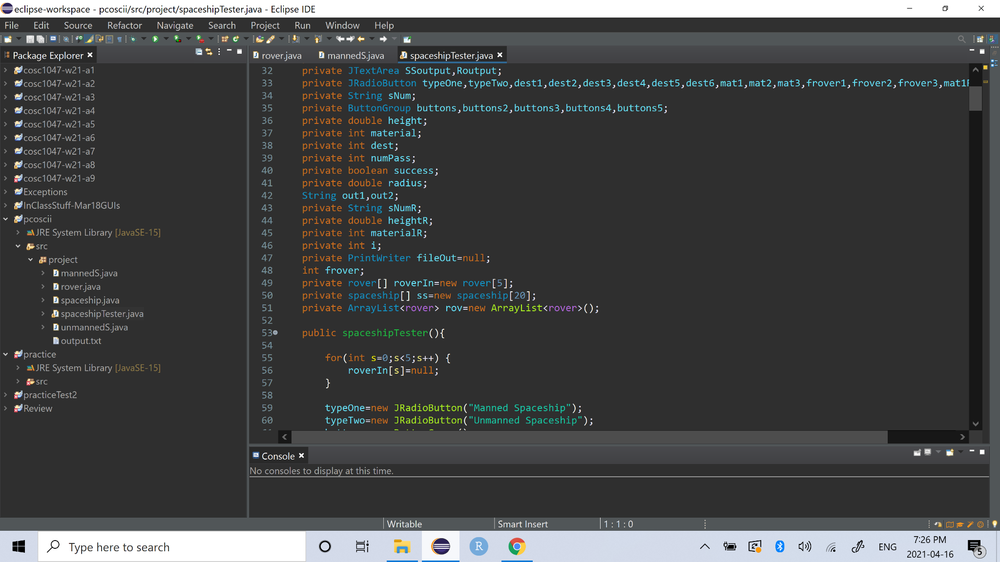 eclipse-workspace - pcoscii/src/project/spaceshipTester.java - Eclipse IDE
File Edit Source Refactor Navigate Search Project Run Window Help
Package Explorer
cosc1047-w21-a1
cosc1047-w21-a2
cosc1047-w21-a3
cosc1047-w21-a4
cosc1047-w21-a5
cosc1047-w21-a6
cosc1047-w21-a7
cosc1047-w21-a8
cosc1047-w21-a9
Exceptions
InClassStuff-Mar18GUIs
pcoscii
JRE System Library [JavaSE-15]
src
project
mannedS.java
rover.java
spaceship.java
spaceshipTester.java
unmannedS.java
output.txt
practice
JRE System Library [JavaSE-15]
src
practiceTest2
Review
rover.java mannedS.java spaceshipTester.java
32 private JTextArea SSoutput,Routput;
33 private JRadioButton typeOne,typeTwo,dest1,dest2,dest3,dest4,dest5,dest6,mat1,mat2,mat3,frover1,frover2,frover3,mat1
34 private String sNum;
35 private ButtonGroup buttons,buttons2,buttons3,buttons4,buttons5;
36 private double height;
37 private int material;
38 private int dest;
39 private int numPass;
40 private boolean success;
41 private double radius;
42 String out1,out2;
43 private String sNumR;
44 private double heightR;
45 private int materialR;
46 private int i;
47 private PrintWriter fileOut=null;
48 int frover;
49 private rover[] roverIn=new rover[5];
50 private spaceship[] ss=new spaceship[20];
51 private ArrayList<rover> rov=new ArrayList<rover>();
52
53 public spaceshipTester(){
54
55 for(int s=0;s<5;s++) {
56 roverIn[s]=null;
57 }
58
59 typeOne=new JRadioButton("Manned Spaceship");
60 typeTwo=new JRadioButton("Unmanned Spaceship");
Console
No consoles to display at this time.
Writable Smart Insert 1 : 1 : 0
Type here to search
R
ENG
7:26 PM
2021-04-16
5